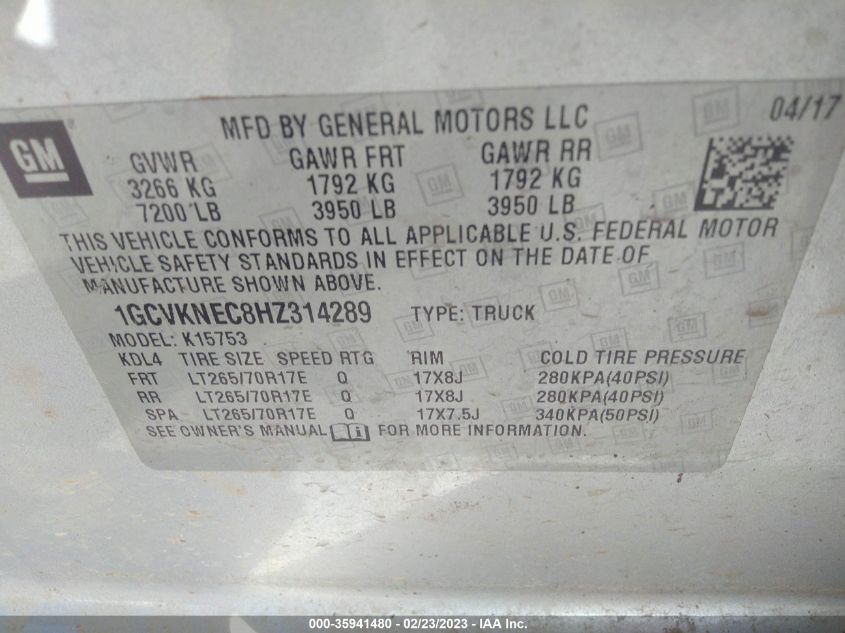 MFD BY GENERAL MOTORS LLC
04/17
GM
GVWR GAWR FRT GAWR RR
3266 KG 1792 KG 1792 KG
7200 LB 3950 LB 3950 LB
THIS VEHICLE CONFORMS TO ALL APPLICABLE U.S. FEDERAL MOTOR
VEHICLE SAFETY STANDARDS IN EFFECT ON THE DATE OF
MANUFACTURE SHOWN ABOVE.
1GCVKNEC8HZ314289 TYPE: TRUCK
MODEL: K15753
KDL4 TIRE SIZE SPEED RTG RIM COLD TIRE PRESSURE
FRT LT265/70R17E Q 17X8J 280KPA(40PSI)
RR LT265/70R17E Q 17X8J 280KPA(40PSI)
SPA LT265/70R17E Q 17X7.5J 340KPA(50PSI)
SEE OWNER'S MANUAL FOR MORE INFORMATION.
000-35941480 - 02/23/2023 - © IAA Inc.